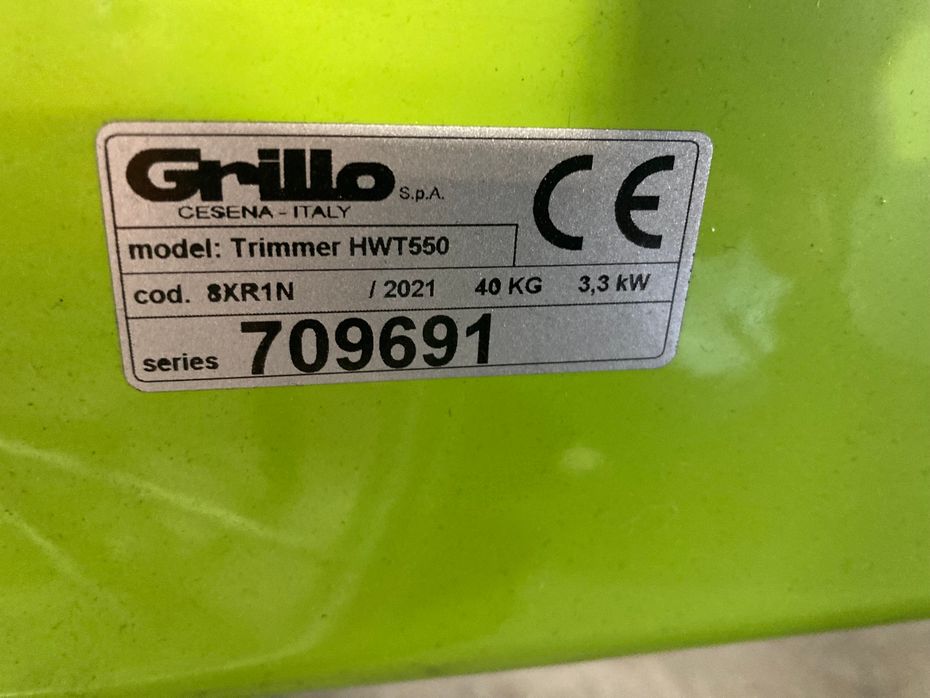 Grillo S.p.A.
CESENA - ITALY
CE
model: Trimmer HWT550
cod. 8XR1N / 2021 40 KG 3,3 kW
series 709691